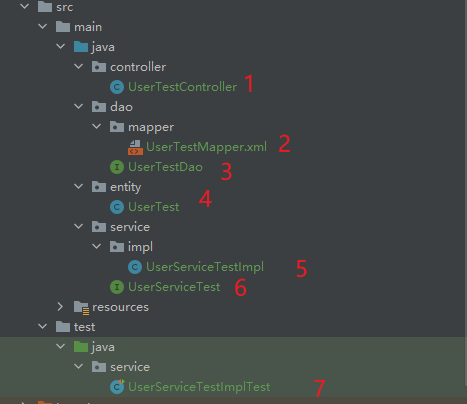 src
main
java
controller
UserTestController 1
dao
mapper
UserTestMapper.xml 2
UserTestDao 3
entity
UserTest 4
service
impl
UserServiceTestImpl 5
UserServiceTest 6
resources
test
java
service
UserServiceTestImplTest 7